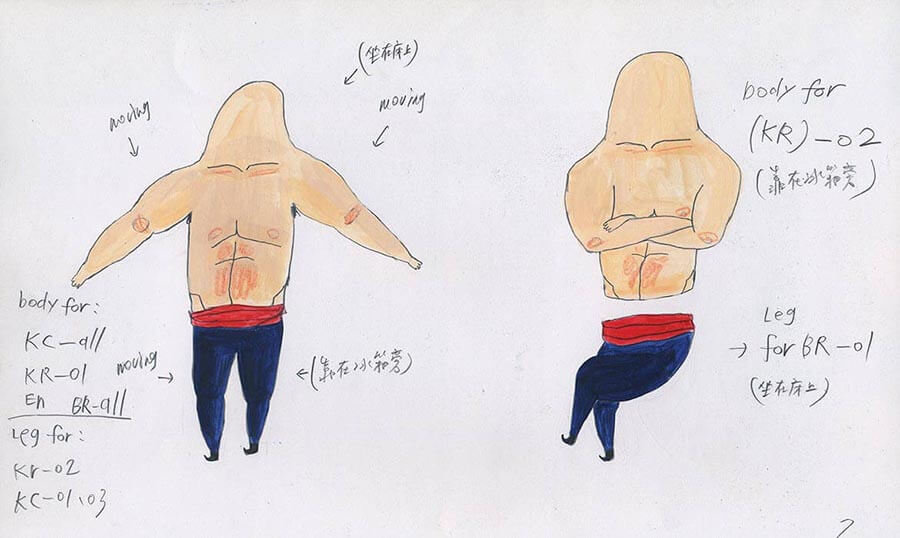 moving
(坐在床上)
moving
body for:
KC-all
KR-01
En BR-all
Leg for:
Kr-02
KC-01、03
moving
(靠在冰箱旁)
body for
(KR)-02
(靠在冰箱旁)
Leg
for BR-01
(坐在床上)
7